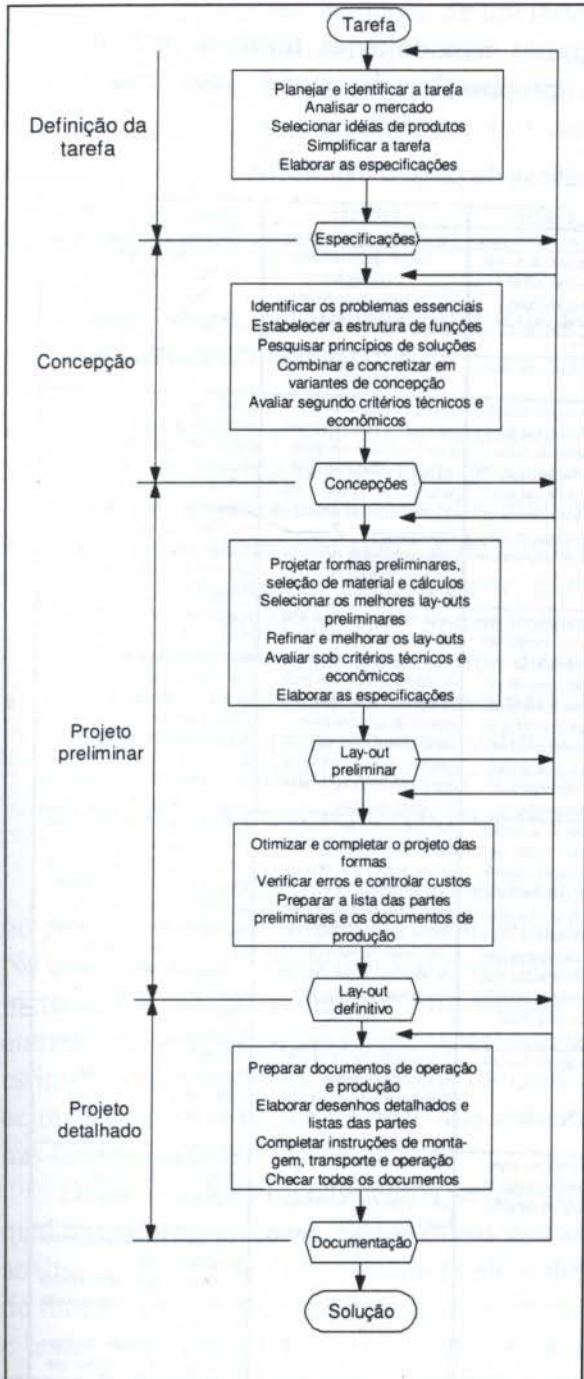 Tarefa
Planejar e identificar a tarefa
Analisar o mercado
Selecionar idéias de produtos
Simplificar a tarefa
Elaborar as especificações
Definição da
tarefa
Especificações
Identificar os problemas essenciais
Estabelecer a estrutura de funções
Pesquisar princípios de soluções
Combinar e concretizar em
variantes de concepção
Avaliar segundo critérios técnicos e
econômicos
Concepção
Concepções
Projetar formas preliminares,
seleção de material e cálculos
Selecionar os melhores lay-outs
preliminares
Refinar e melhorar os lay-outs
Avaliar sob critérios técnicos e
econômicos
Elaborar as especificações
Projeto
preliminar
Lay-out
preliminar
Otimizar e completar o projeto das
formas
Verificar erros e controlar custos
Preparar a lista das partes
preliminares e os documentos de
produção
Lay-out
definitivo
Preparar documentos de operação
e produção
Elaborar desenhos detalhados e
listas das partes
Completar instruções de monta-
gem, transporte e operação
Checar todos os documentos
Projeto
detalhado
Documentação
Solução